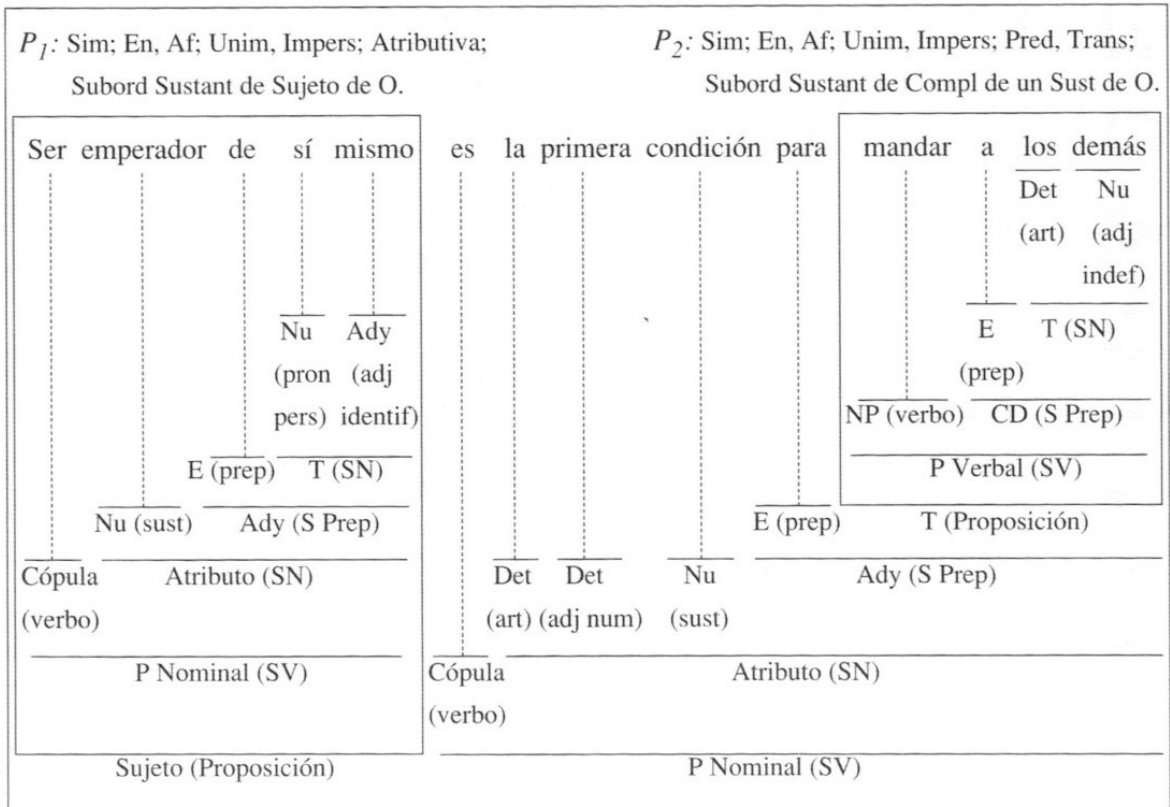 P1: Sim; En, Af; Unim, Impers; Atributiva;
Subord Sustant de Sujeto de O.
P2: Sim; En, Af; Unim, Impers; Pred, Trans;
Subord Sustant de Compl de un Sust de O.
Ser emperador de sí mismo es la primera condición para mandar a los demás
Det Nu
(art) (adj
indef)
Nu Ady E T (SN)
(pron (adj (prep)
pers) identif) NP (verbo) CD (S Prep)
E (prep) T (SN) P Verbal (SV)
Nu (sust) Ady (S Prep) E (prep) T (Proposición)
Cópula Atributo (SN) Det Det Nu Ady (S Prep)
(verbo) (art) (adj num) (sust)
P Nominal (SV) Cópula Atributo (SN)
(verbo)
Sujeto (Proposición) P Nominal (SV)